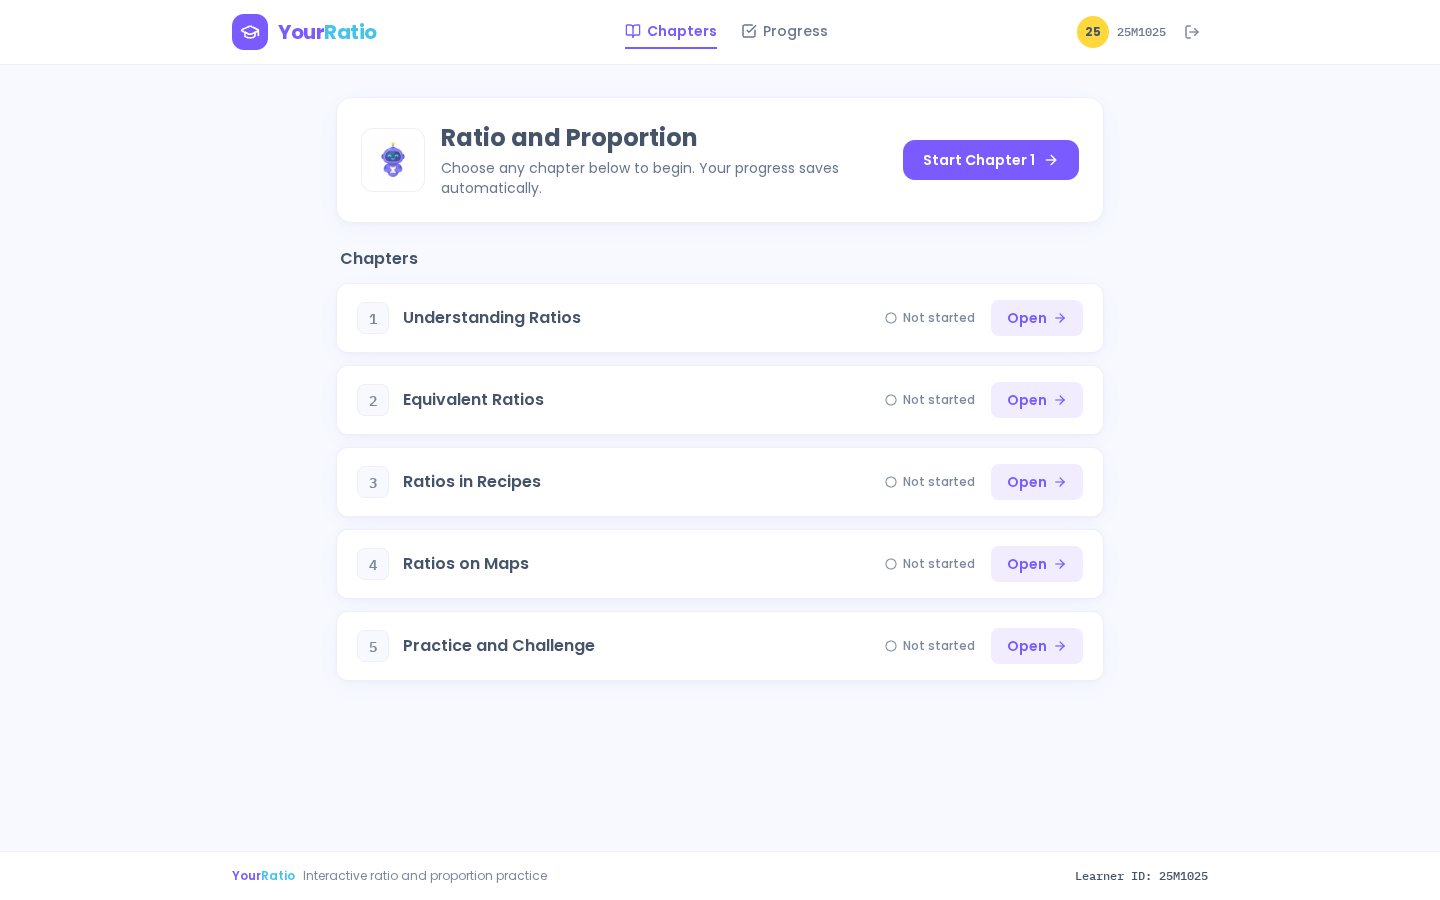 YourRatio
Chapters
Progress
25
25M1025
Ratio and Proportion
Choose any chapter below to begin. Your progress saves
automatically.
Start Chapter 1
Chapters
1 Understanding Ratios Not started Open
2 Equivalent Ratios Not started Open
3 Ratios in Recipes Not started Open
4 Ratios on Maps Not started Open
5 Practice and Challenge Not started Open
YourRatio Interactive ratio and proportion practice
Learner ID: 25M1025